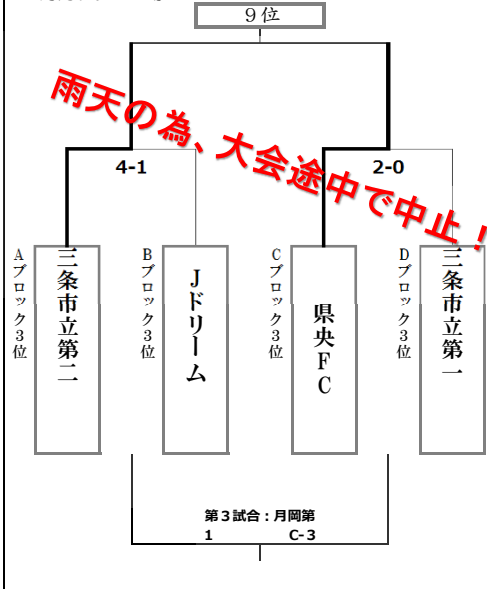 9位
雨天の為、大会途中で中止！
4-1
2-0
Aブロック3位
三条市立第二
Bブロック3位
Jドリーム
Cブロック3位
県央FC
Dブロック3位
三条市立第一
第３試合：月岡第
1 C-3